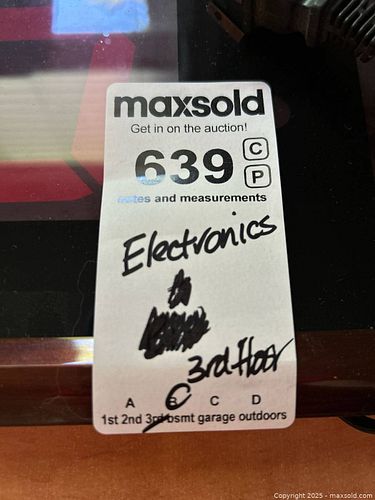 maxsold
Get in on the auction!
639 C
P
notes and measurements
Electronics
3rd floor
A B C D
1st 2nd 3rd bsmt garage outdoors
Copyright © 2025 - maxsold.com